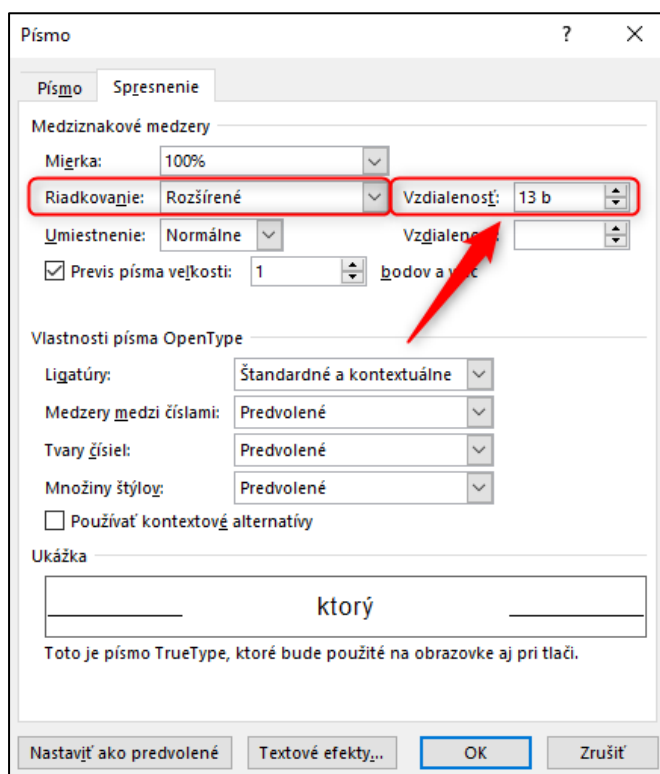 Písmo ?
Písmo Spresnenie
Medziznakové medzery
Mierka: 100%
Riadkovanie: Rozšírené Vzdialenosť: 13 b
Umiestnenie: Normálne
Previs písma veľkosti: 1 bodov a
Vlastnosti písma OpenType
Ligatúry: Štandardné a kontextuálne
Medzery medzi číslami: Predvolené
Tvary čísiel: Predvolené
Množiny štýlov: Predvolené
Používať kontextové alternatívy
Ukážka
ktorý
Toto je písmo TrueType, ktoré bude použité na obrazovke aj pri tlači.
Nastaviť ako predvolené Textové efekty... OK Zrušiť